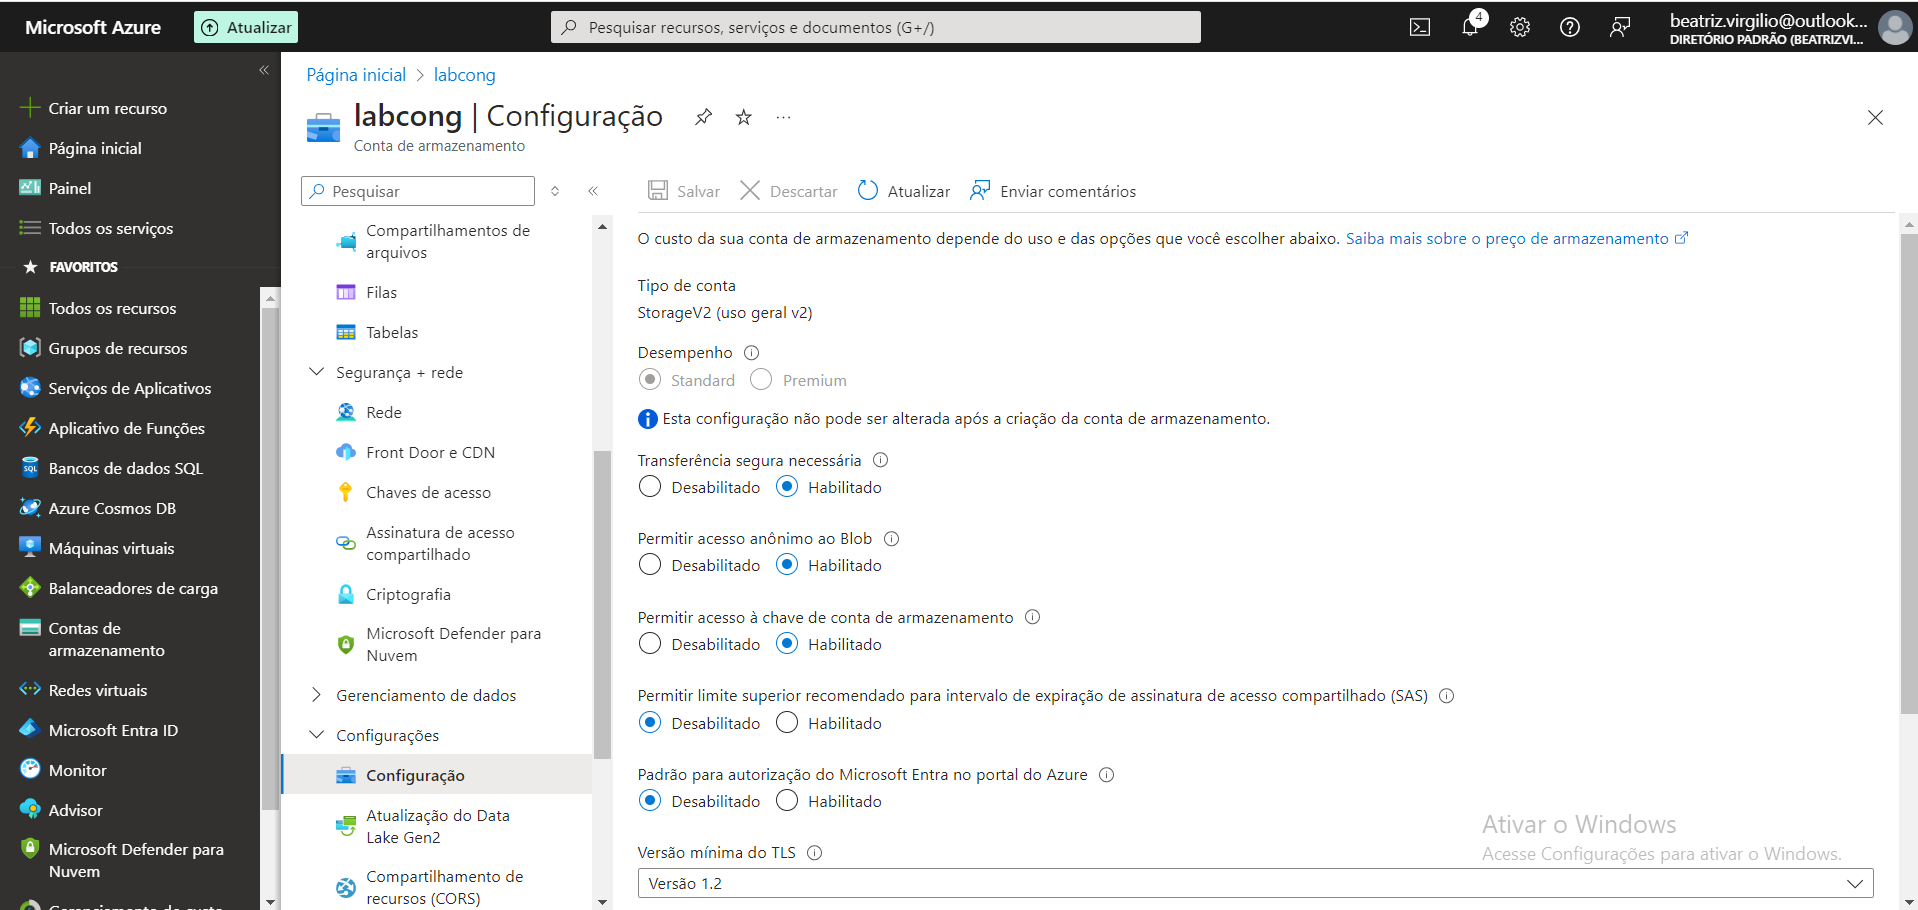 Microsoft Azure
Atualizar
Pesquisar recursos, serviços e documentos (G+/)
4
beatriz.virgilio@outlook...
DIRETÓRIO PADRÃO (BEATRIZVI...
Criar um recurso
Página inicial
Painel
Todos os serviços
FAVORITOS
Todos os recursos
Grupos de recursos
Serviços de Aplicativos
Aplicativo de Funções
SQL
Bancos de dados SQL
Azure Cosmos DB
Máquinas virtuais
Balanceadores de carga
Contas de
armazenamento
Redes virtuais
Microsoft Entra ID
Monitor
Advisor
Microsoft Defender para
Nuvem
Página inicial > labcong
labcong | Configuração
Conta de armazenamento
Pesquisar
Compartilhamentos de
arquivos
Filas
Tabelas
Segurança + rede
Rede
Front Door e CDN
Chaves de acesso
Assinatura de acesso
compartilhado
Criptografia
Microsoft Defender para
Nuvem
Gerenciamento de dados
Configurações
Configuração
Atualização do Data
Lake Gen2
Compartilhamento de
recursos (CORS)
Salvar Descartar Atualizar Enviar comentários
O custo da sua conta de armazenamento depende do uso e das opções que você escolher abaixo. Saiba mais sobre o preço de armazenamento
Tipo de conta
StorageV2 (uso geral v2)
Desempenho
Standard Premium
Esta configuração não pode ser alterada após a criação da conta de armazenamento.
Transferência segura necessária
Desabilitado Habilitado
Permitir acesso anônimo ao Blob
Desabilitado Habilitado
Permitir acesso à chave de conta de armazenamento
Desabilitado Habilitado
Permitir limite superior recomendado para intervalo de expiração de assinatura de acesso compartilhado (SAS)
Desabilitado Habilitado
Padrão para autorização do Microsoft Entra no portal do Azure
Desabilitado Habilitado
Versão mínima do TLS
Versão 1.2
Ativar o Windows
Acesse Configurações para ativar o Windows.